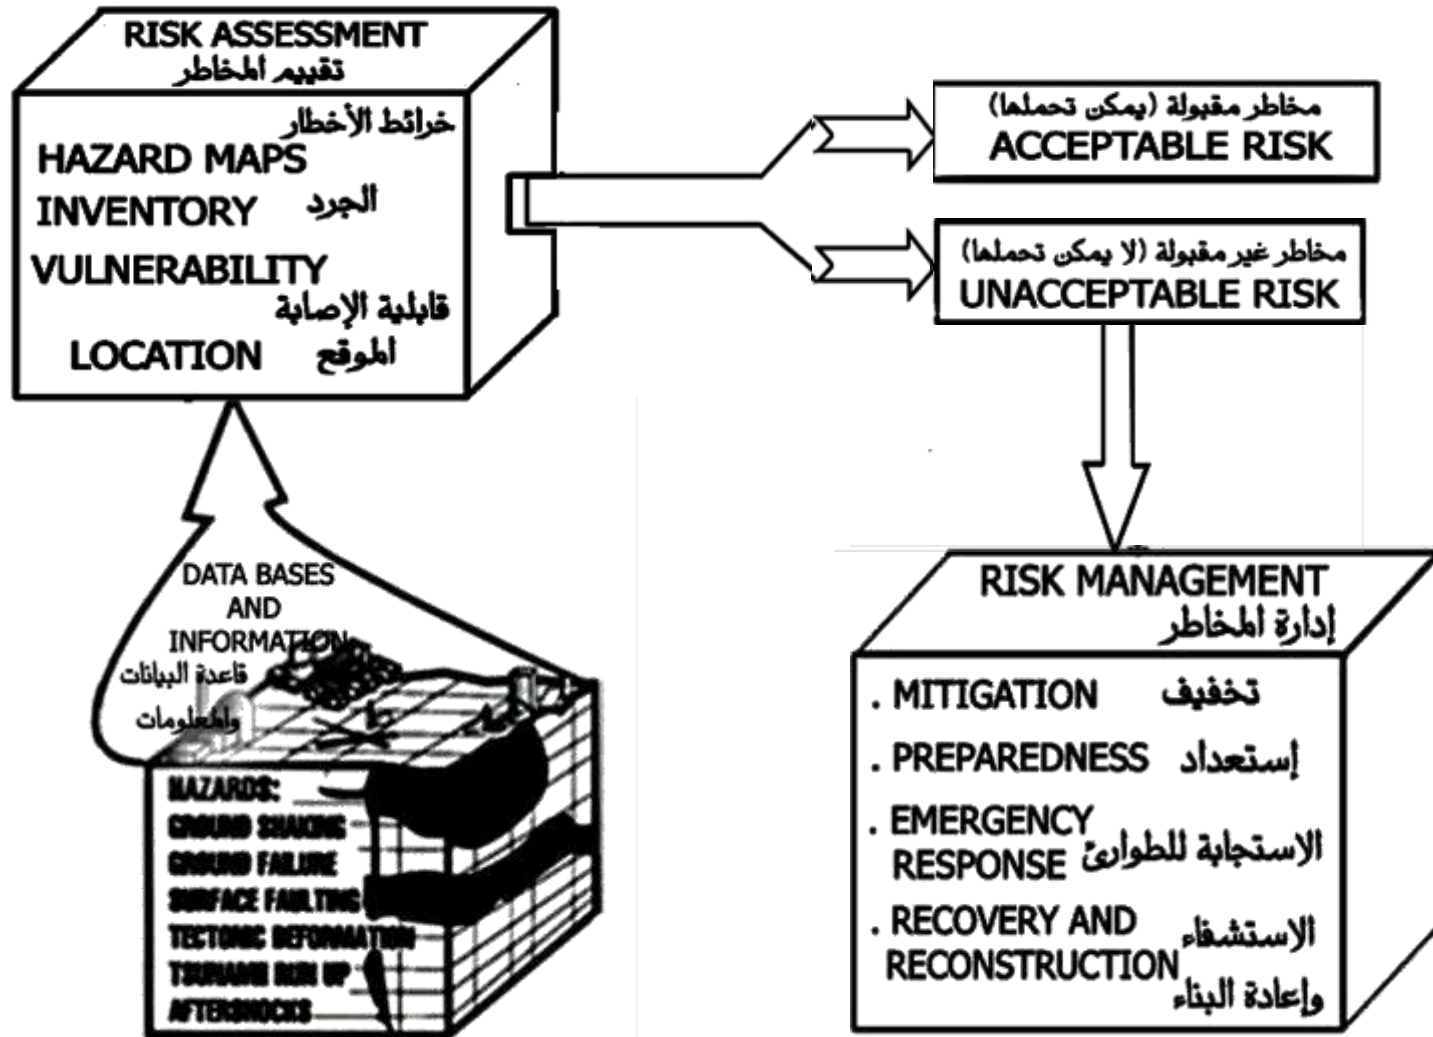 RISK ASSESSMENT
تقييم المخاطر
خرائط الأخطار
HAZARD MAPS
INVENTORY الجرد
VULNERABILITY
قابلية الإصابة
LOCATION الموقع
مخاطر مقبولة (يمكن تحملها)
ACCEPTABLE RISK
مخاطر غير مقبولة (لا يمكن تحملها)
UNACCEPTABLE RISK
DATA BASES
AND
INFORMATION
قاعدة البيانات
والمعلومات
HAZARDS:
GROUND SHAKING
GROUND FAILURE
SURFACE FAULTING
TECTONIC DEFORMATION
TSUNAMI RUN UP
AFTERSHOCKS
RISK MANAGEMENT
إدارة المخاطر
. MITIGATION تخفيف
. PREPAREDNESS إستعداد
. EMERGENCY
RESPONSE الاستجابة للطوارئ
. RECOVERY AND
الاستشفاء
RECONSTRUCTION
وإعادة البناء